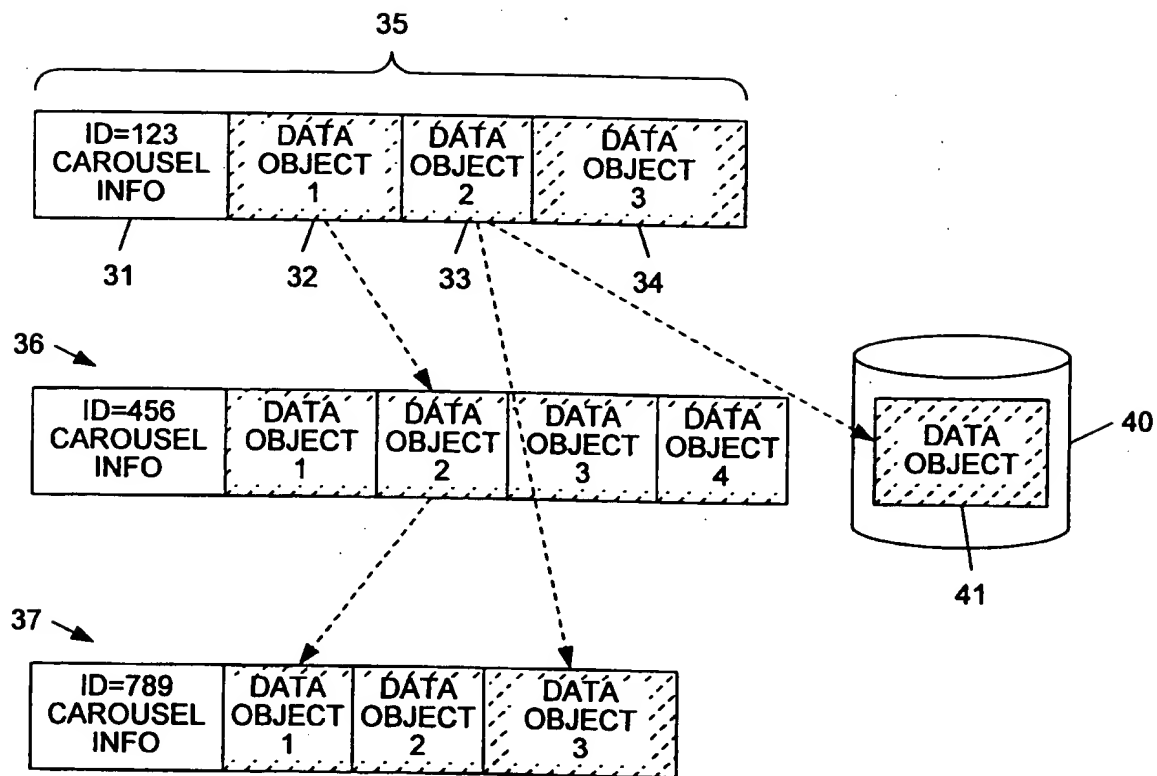 35
ID=123
CAROUSEL
INFO
DATA
OBJECT
1
DATA
OBJECT
2
DATA
OBJECT
3
31
32
33
34
36
ID=456
CAROUSEL
INFO
DATA
OBJECT
1
DATA
OBJECT
2
DATA
OBJECT
3
DATA
OBJECT
4
DATA
OBJECT
40
41
37
ID=789
CAROUSEL
INFO
DATA
OBJECT
1
DATA
OBJECT
2
DATA
OBJECT
3